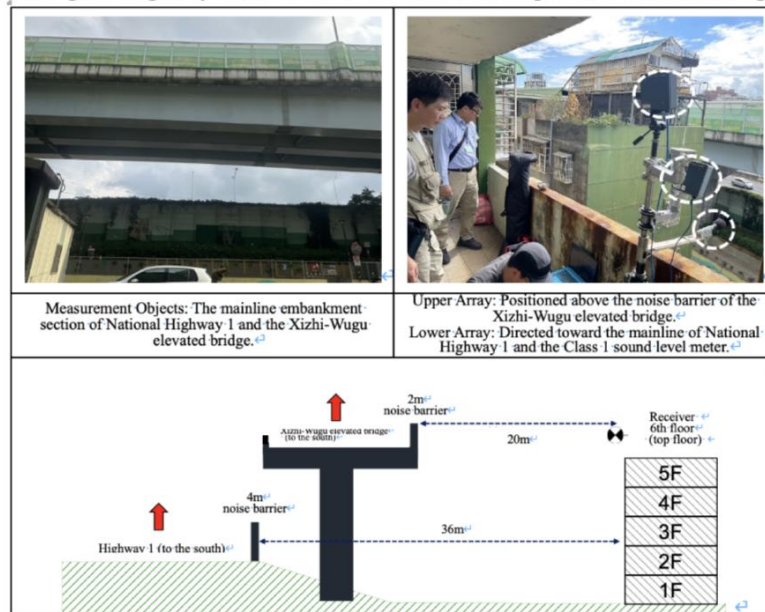 Measurement Objects: The mainline embankment
section of National Highway 1 and the Xizhi-Wugu
elevated bridge.
Upper Array: Positioned above the noise barrier of the
Xizhi-Wugu elevated bridge.
Lower Array: Directed toward the mainline of National
Highway 1 and the Class 1 sound level meter.
2m
noise barrier
Xizhi-Wugu elevated bridge
(to the south)
20m
Receiver
6th floor
(top floor)
5F
4F
4m
noise barrier
36m
3F
Highway 1 (to the south)
2F
1F